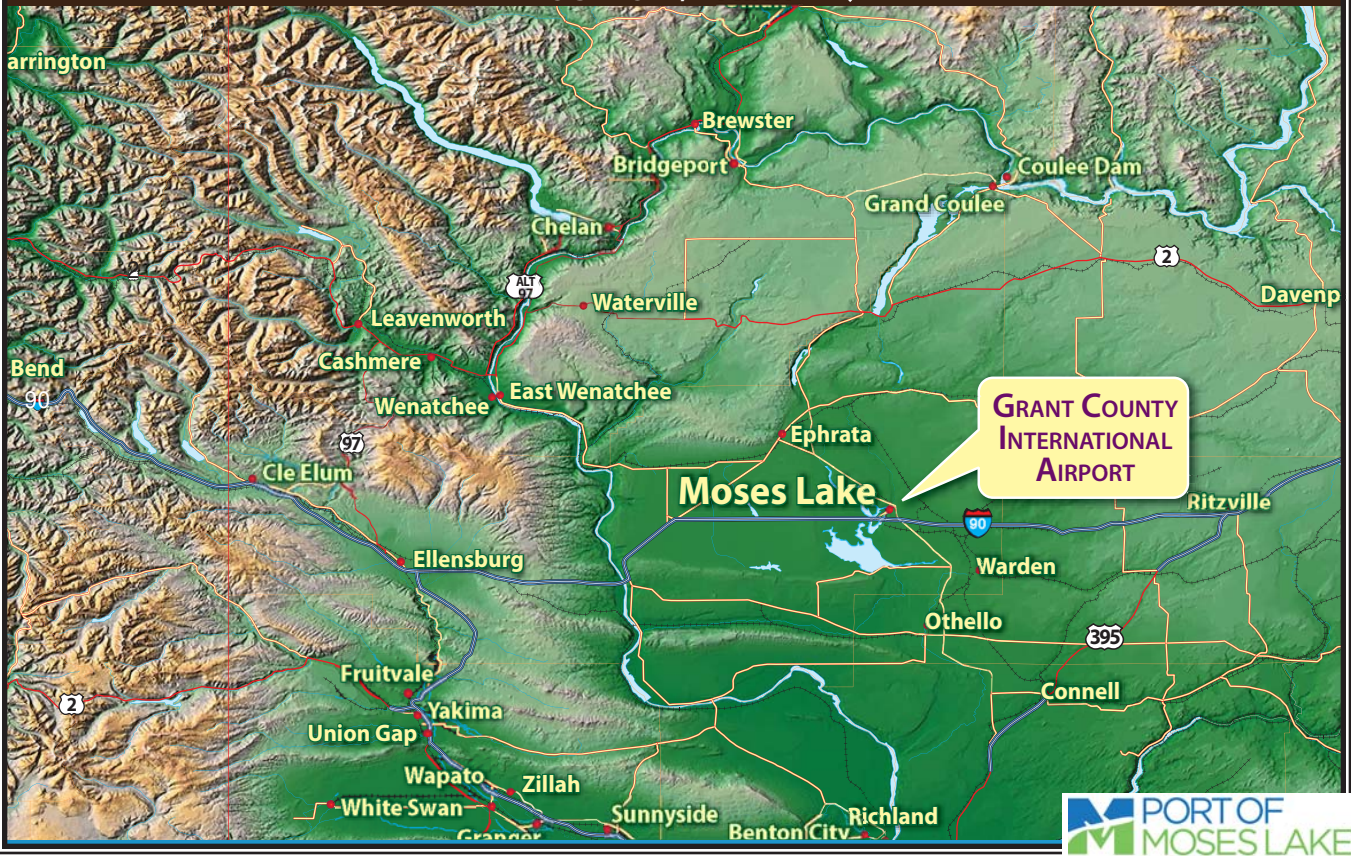 arrington
Brewster
Bridgeport
Coulee Dam
Grand Coulee
Chelan
2
ALT
97
Waterville
Davenp
Leavenworth
Cashmere
Bend
90
East Wenatchee
Wenatchee
GRANT COUNTY
INTERNATIONAL
AIRPORT
97
Ephrata
Cle Elum
Moses Lake
Ritzville
90
Ellensburg
Warden
Othello
395
Fruitvale
Connell
2
Yakima
Union Gap
Wapato
Zillah
White Swan
Sunnyside
Richland
Granger
Benton City
PORT OF
MOSES LAKE